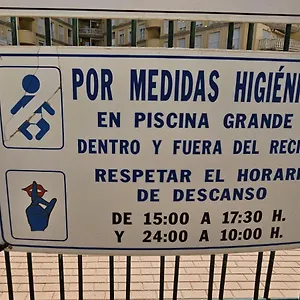 POR MEDIDAS HIGIÉN
EN PISCINA GRANDE
DENTRO Y FUERA DEL REC
RESPETAR EL HORAR
DE DESCANSO
DE 15:00 A 17:30 H.
Y 24:00 A 10:00 H.